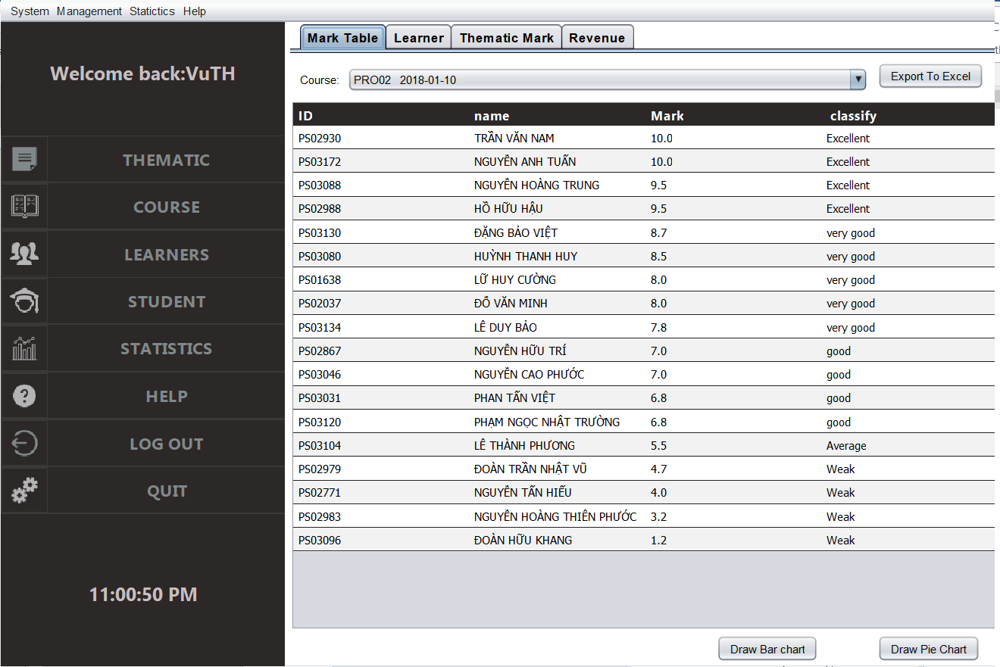 System Management Statictics Help
Welcome back:VuTH
THEMATIC
COURSE
LEARNERS
STUDENT
STATISTICS
HELP
LOG OUT
QUIT
11:00:50 PM
Mark Table Learner Thematic Mark Revenue
Course: PRO02 2018-01-10 Export To Excel
ID name Mark classify
PS02930 TRẦN VĂN NAM 10.0 Excellent
PS03172 NGUYỄN ANH TUẤN 10.0 Excellent
PS03088 NGUYỄN HOÀNG TRUNG 9.5 Excellent
PS02988 HỒ HỮU HẬU 9.5 Excellent
PS03130 ĐẶNG BẢO VIỆT 8.7 very good
PS03080 HUỲNH THANH HUY 8.5 very good
PS01638 LỮ HUY CƯỜNG 8.0 very good
PS02037 ĐỖ VĂN MINH 8.0 very good
PS03134 LÊ DUY BẢO 7.8 very good
PS02867 NGUYỄN HỮU TRÍ 7.0 good
PS03046 NGUYỄN CAO PHƯỚC 7.0 good
PS03031 PHAN TẤN VIỆT 6.8 good
PS03120 PHẠM NGỌC NHẬT TRƯỜNG 6.8 good
PS03104 LÊ THÀNH PHƯƠNG 5.5 Average
PS02979 ĐOÀN TRẦN NHẬT VŨ 4.7 Weak
PS02771 NGUYỄN TẤN HIẾU 4.0 Weak
PS02983 NGUYỄN HOÀNG THIÊN PHƯỚC 3.2 Weak
PS03096 ĐOÀN HỮU KHANG 1.2 Weak
Draw Bar chart Draw Pie Chart